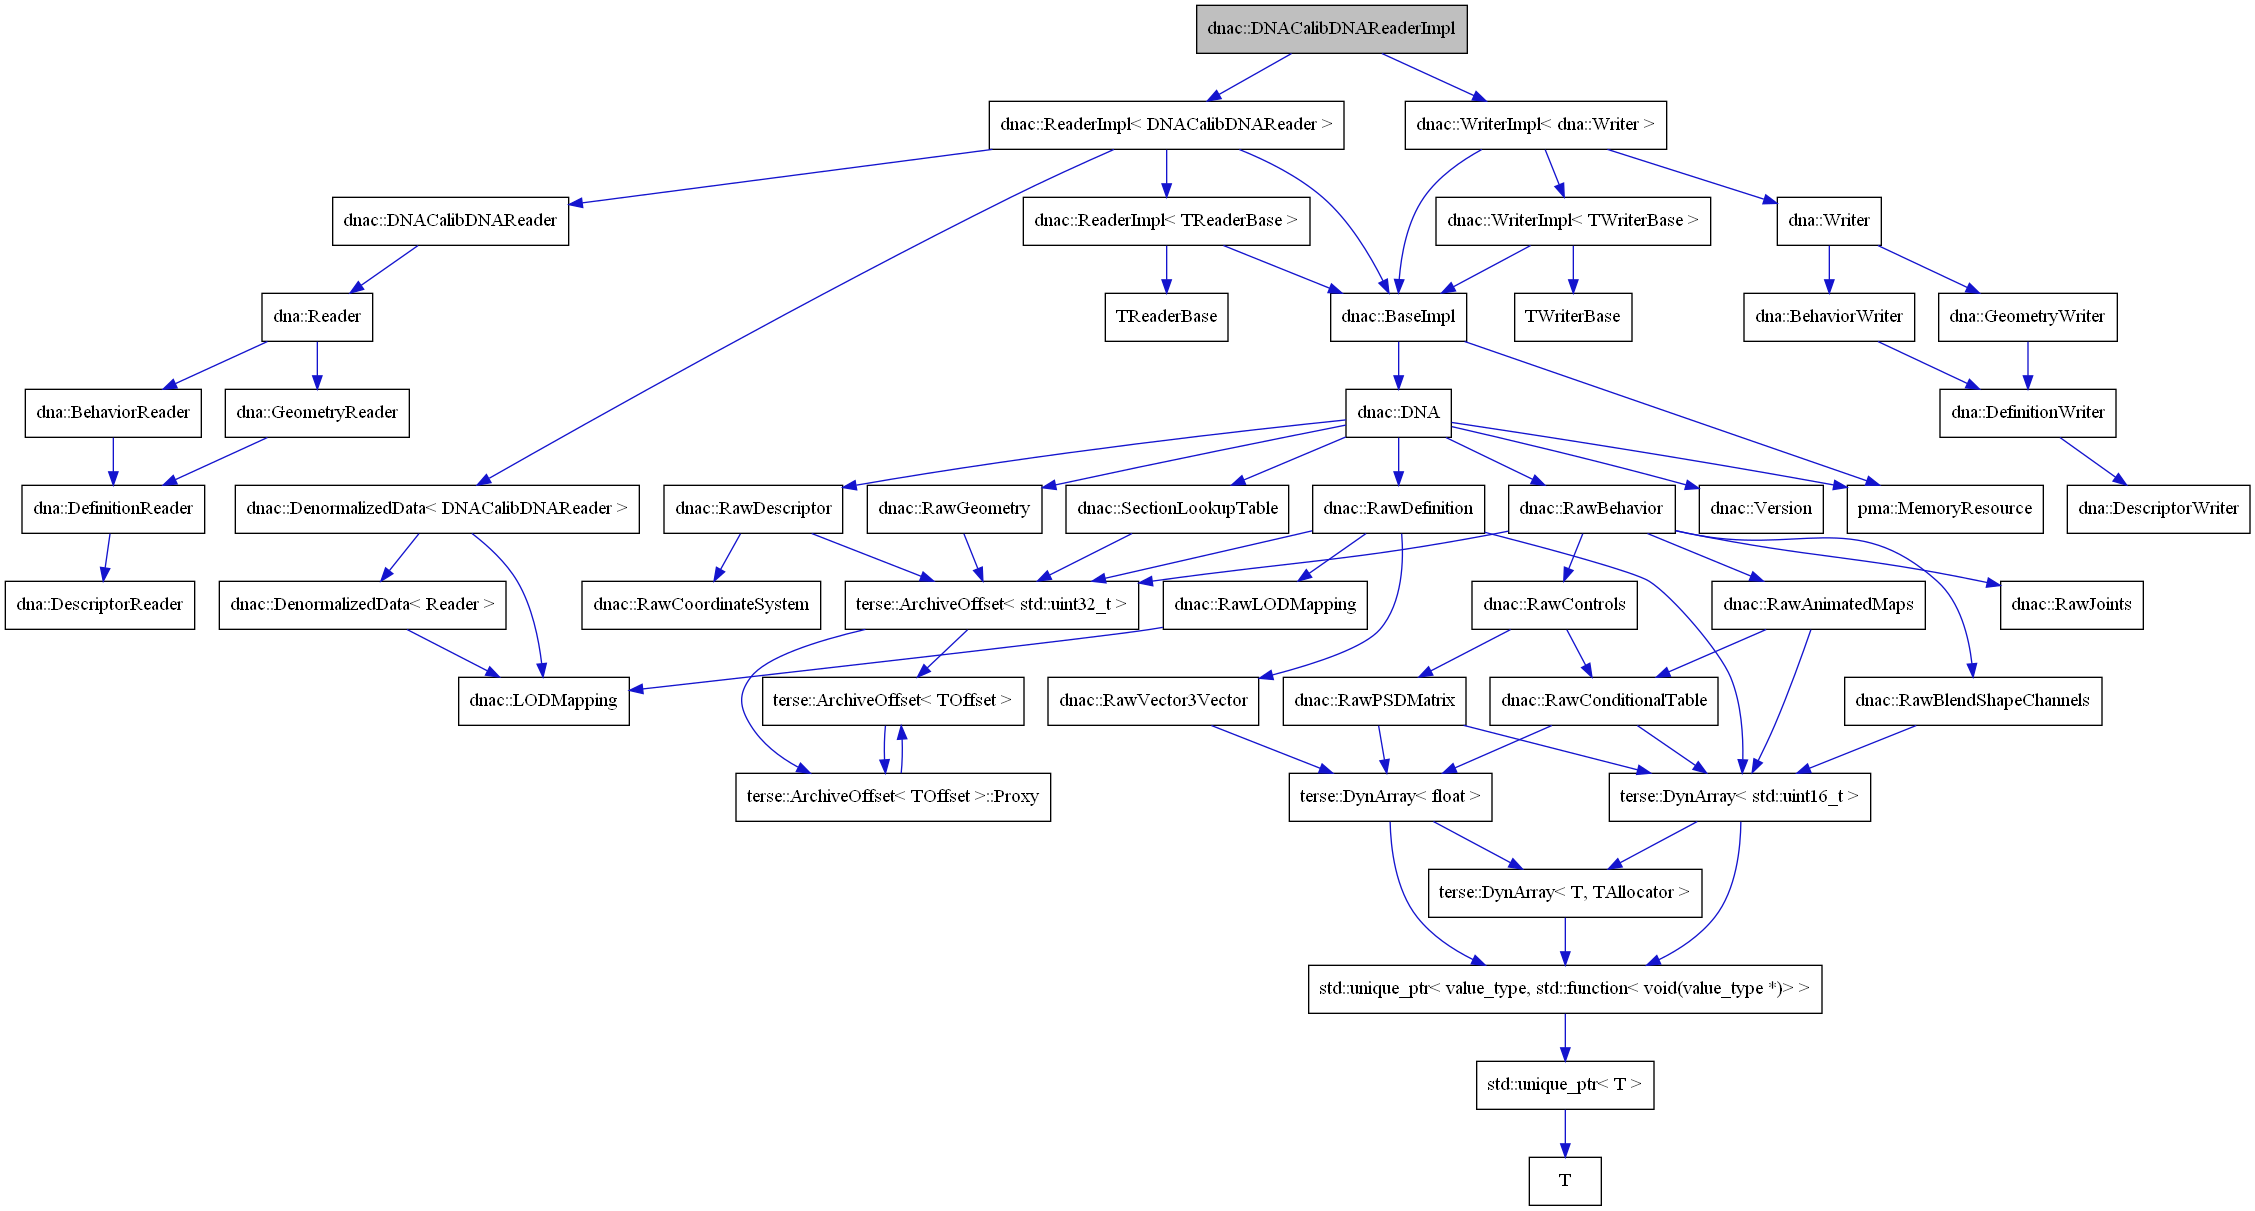 dnac::DNACalibDNAReaderImpl
dnac::ReaderImpl< DNACalibDNAReader >
dnac::WriterImpl< dna::Writer >
dnac::DNACalibDNAReader
dnac::ReaderImpl< TReaderBase >
dnac::WriterImpl< TWriterBase >
dna::Writer
dna::Reader
TReaderBase
dnac::BaseImpl
TWriterBase
dna::BehaviorWriter
dna::GeometryWriter
dna::BehaviorReader
dna::GeometryReader
dnac::DNA
dna::DefinitionWriter
dna::DefinitionReader
dnac::DenormalizedData< DNACalibDNAReader >
dnac::RawDescriptor
dnac::RawGeometry
dnac::SectionLookupTable
dnac::RawDefinition
dnac::RawBehavior
dnac::Version
pma::MemoryResource
dna::DescriptorWriter
dna::DescriptorReader
dnac::DenormalizedData< Reader >
dnac::RawCoordinateSystem
terse::ArchiveOffset< std::uint32_t >
dnac::RawLODMapping
dnac::RawControls
dnac::RawAnimatedMaps
dnac::RawJoints
dnac::LODMapping
terse::ArchiveOffset< TOffset >
dnac::RawVector3Vector
dnac::RawPSDMatrix
dnac::RawConditionalTable
dnac::RawBlendShapeChannels
terse::ArchiveOffset< TOffset >::Proxy
terse::DynArray< float >
terse::DynArray< std::uint16_t >
terse::DynArray< T, TAllocator >
std::unique_ptr< value_type, std::function< void(value_type *)> >
std::unique_ptr< T >
T